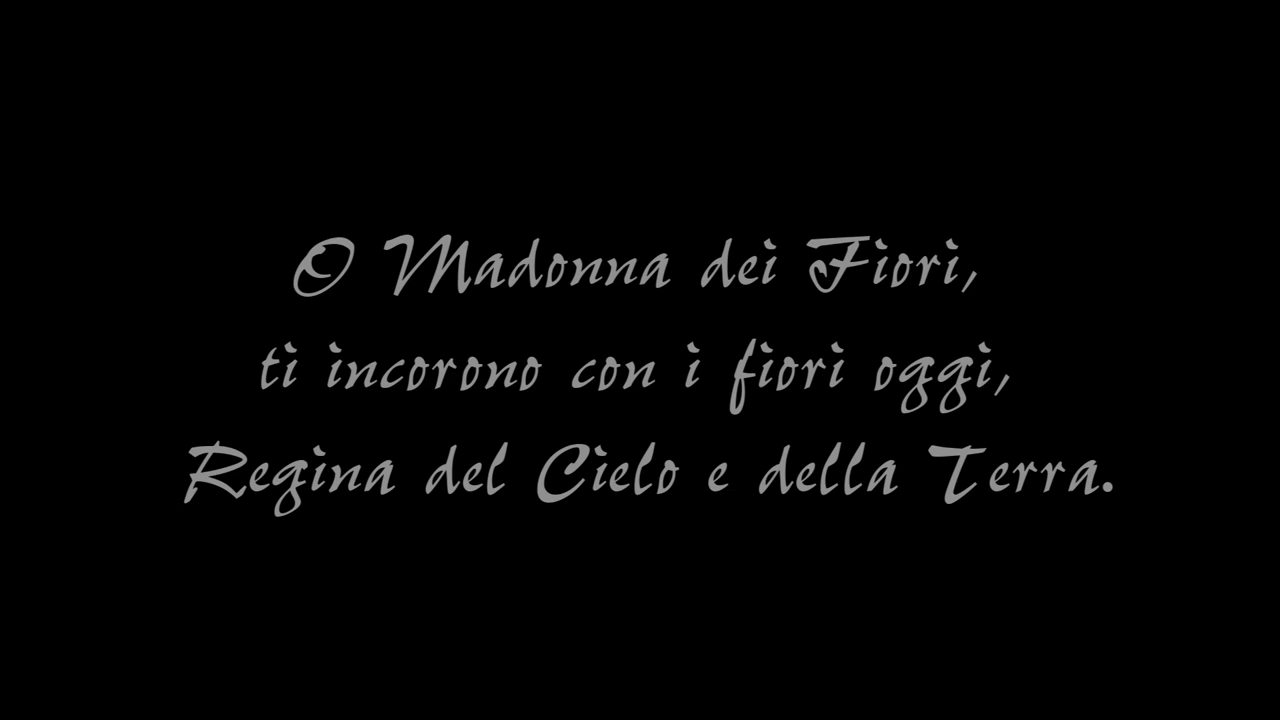 O Madonna dei Fiori,
ti incorono con i fiori oggi,
Regina del Cielo e della Terra.